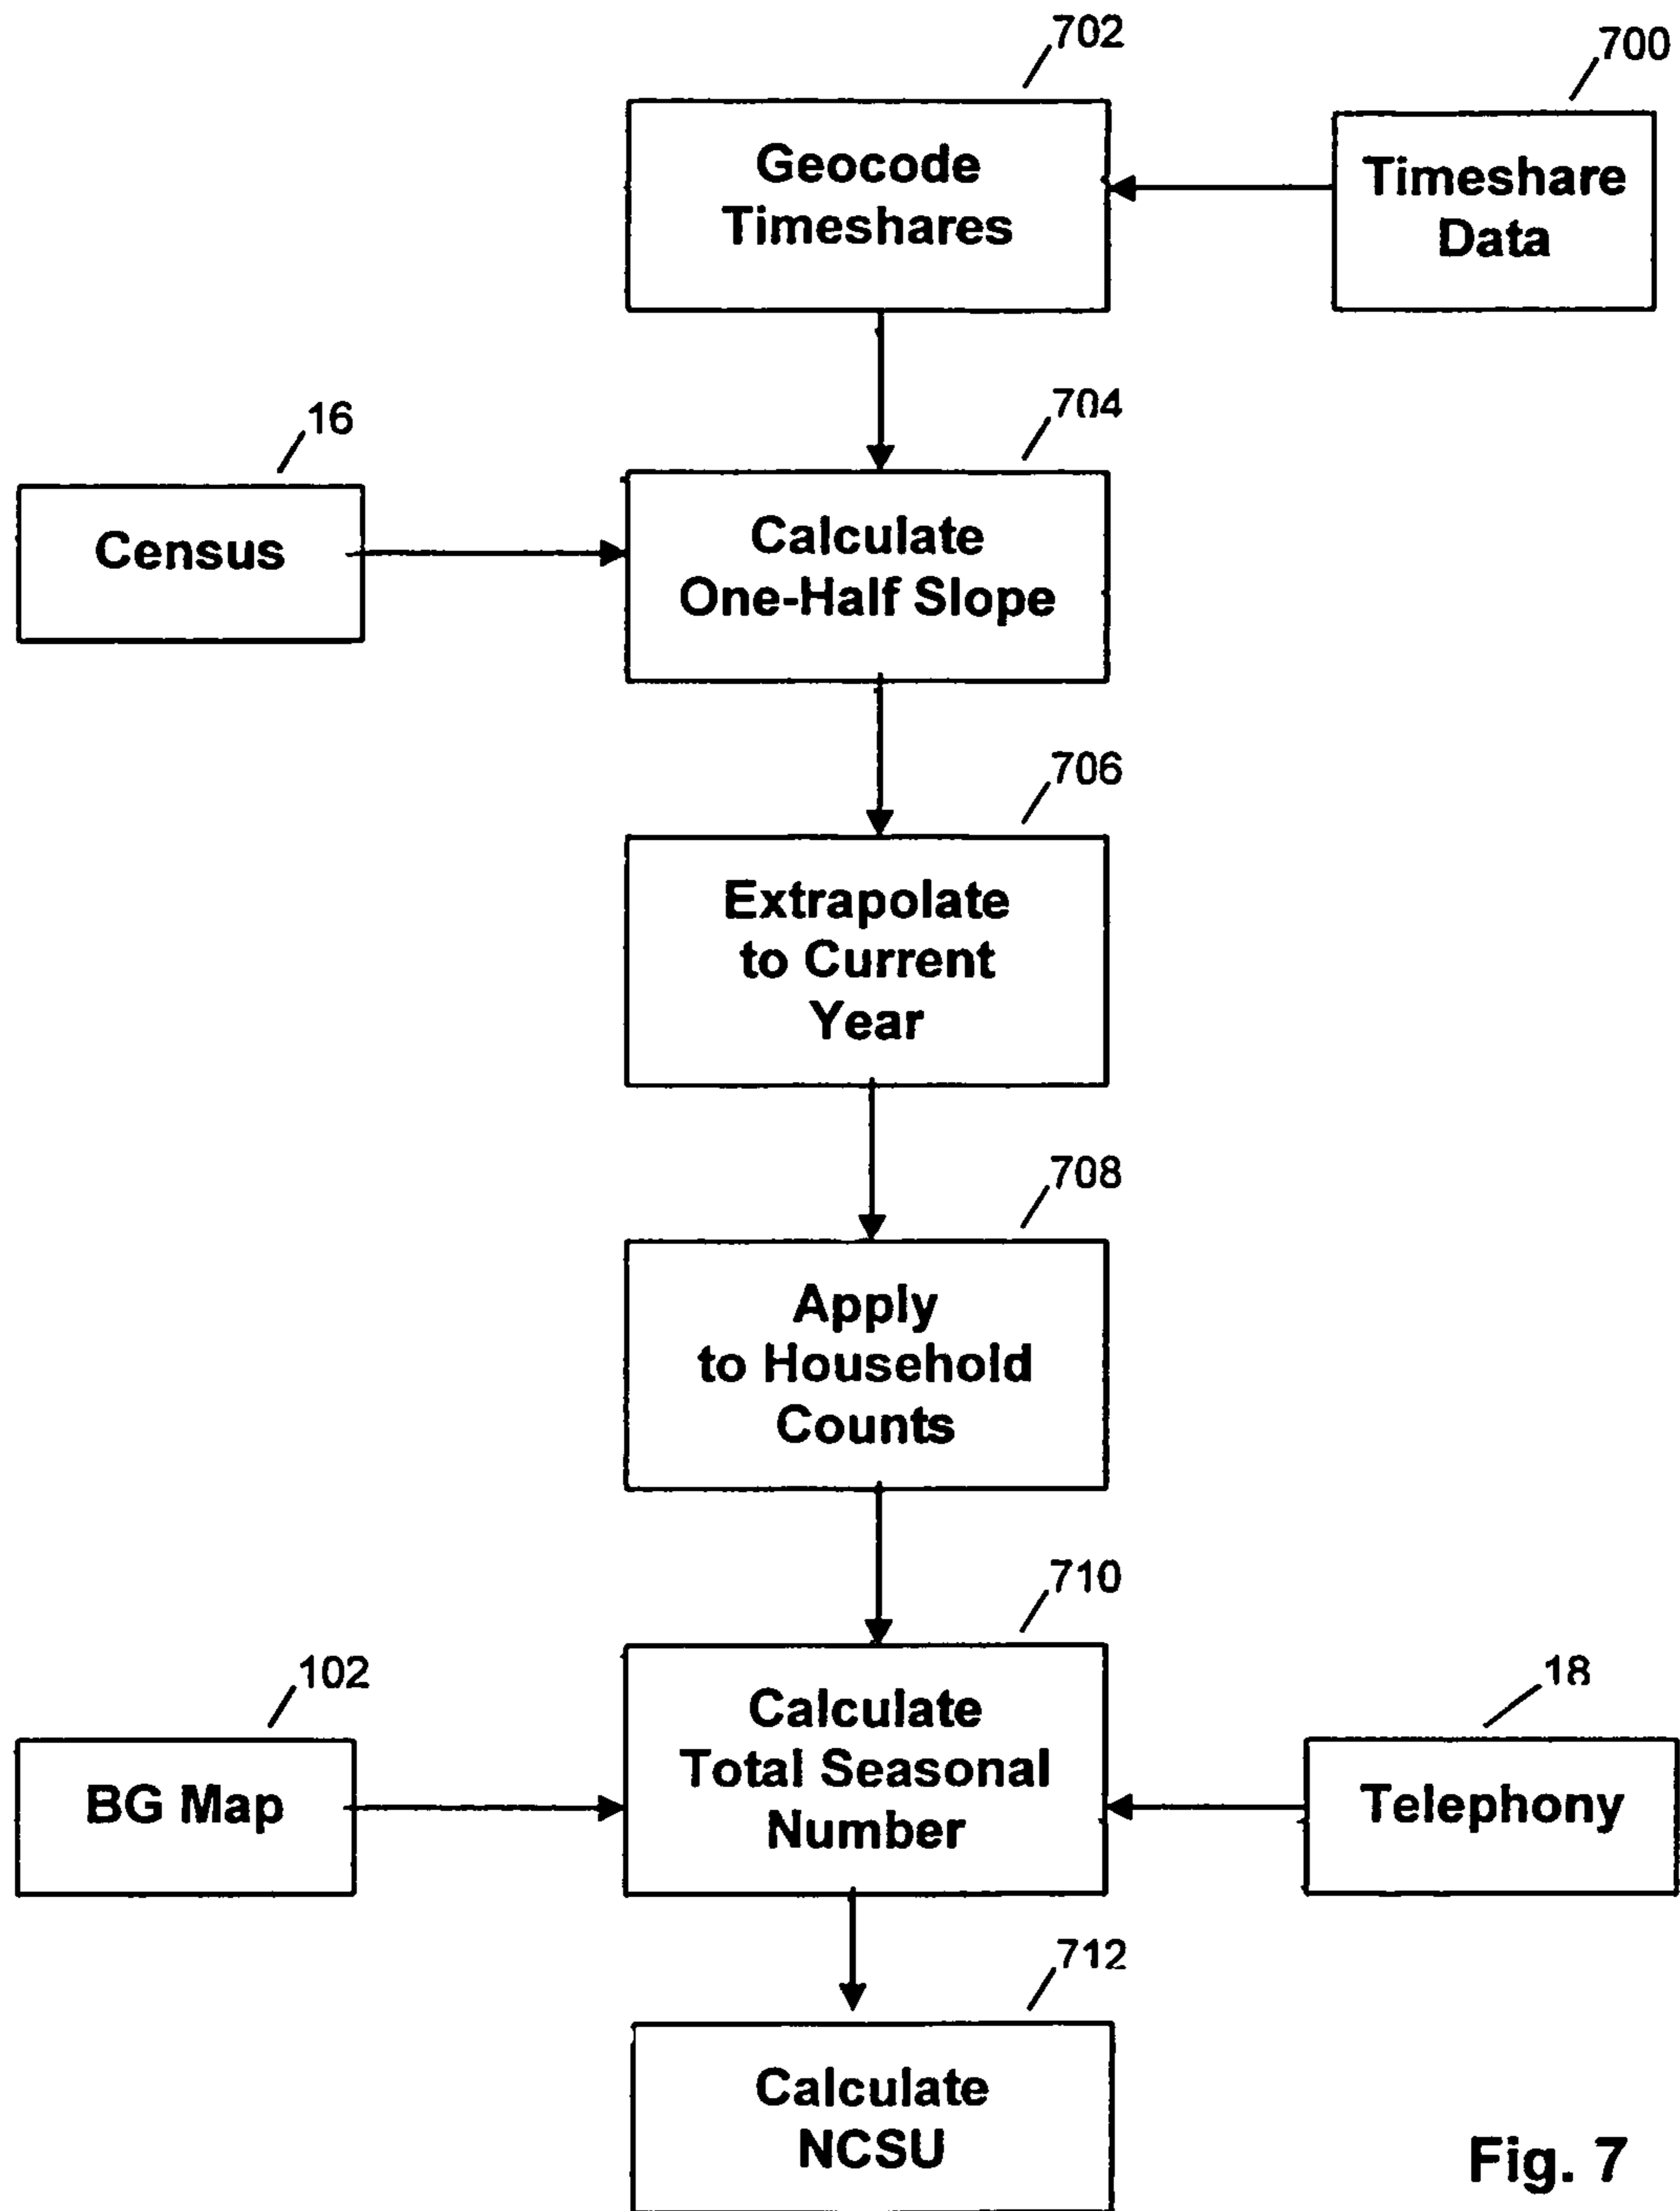 702
700
Geocode
Timeshares
Timeshare
Data
16
704
Census
Calculate
One-Half Slope
706
Extrapolate
to Current
Year
708
Apply
to Household
Counts
710
102
18
Calculate
Total Seasonal
Number
BG Map
Telephony
712
Calculate
NCSU
Fig. 7